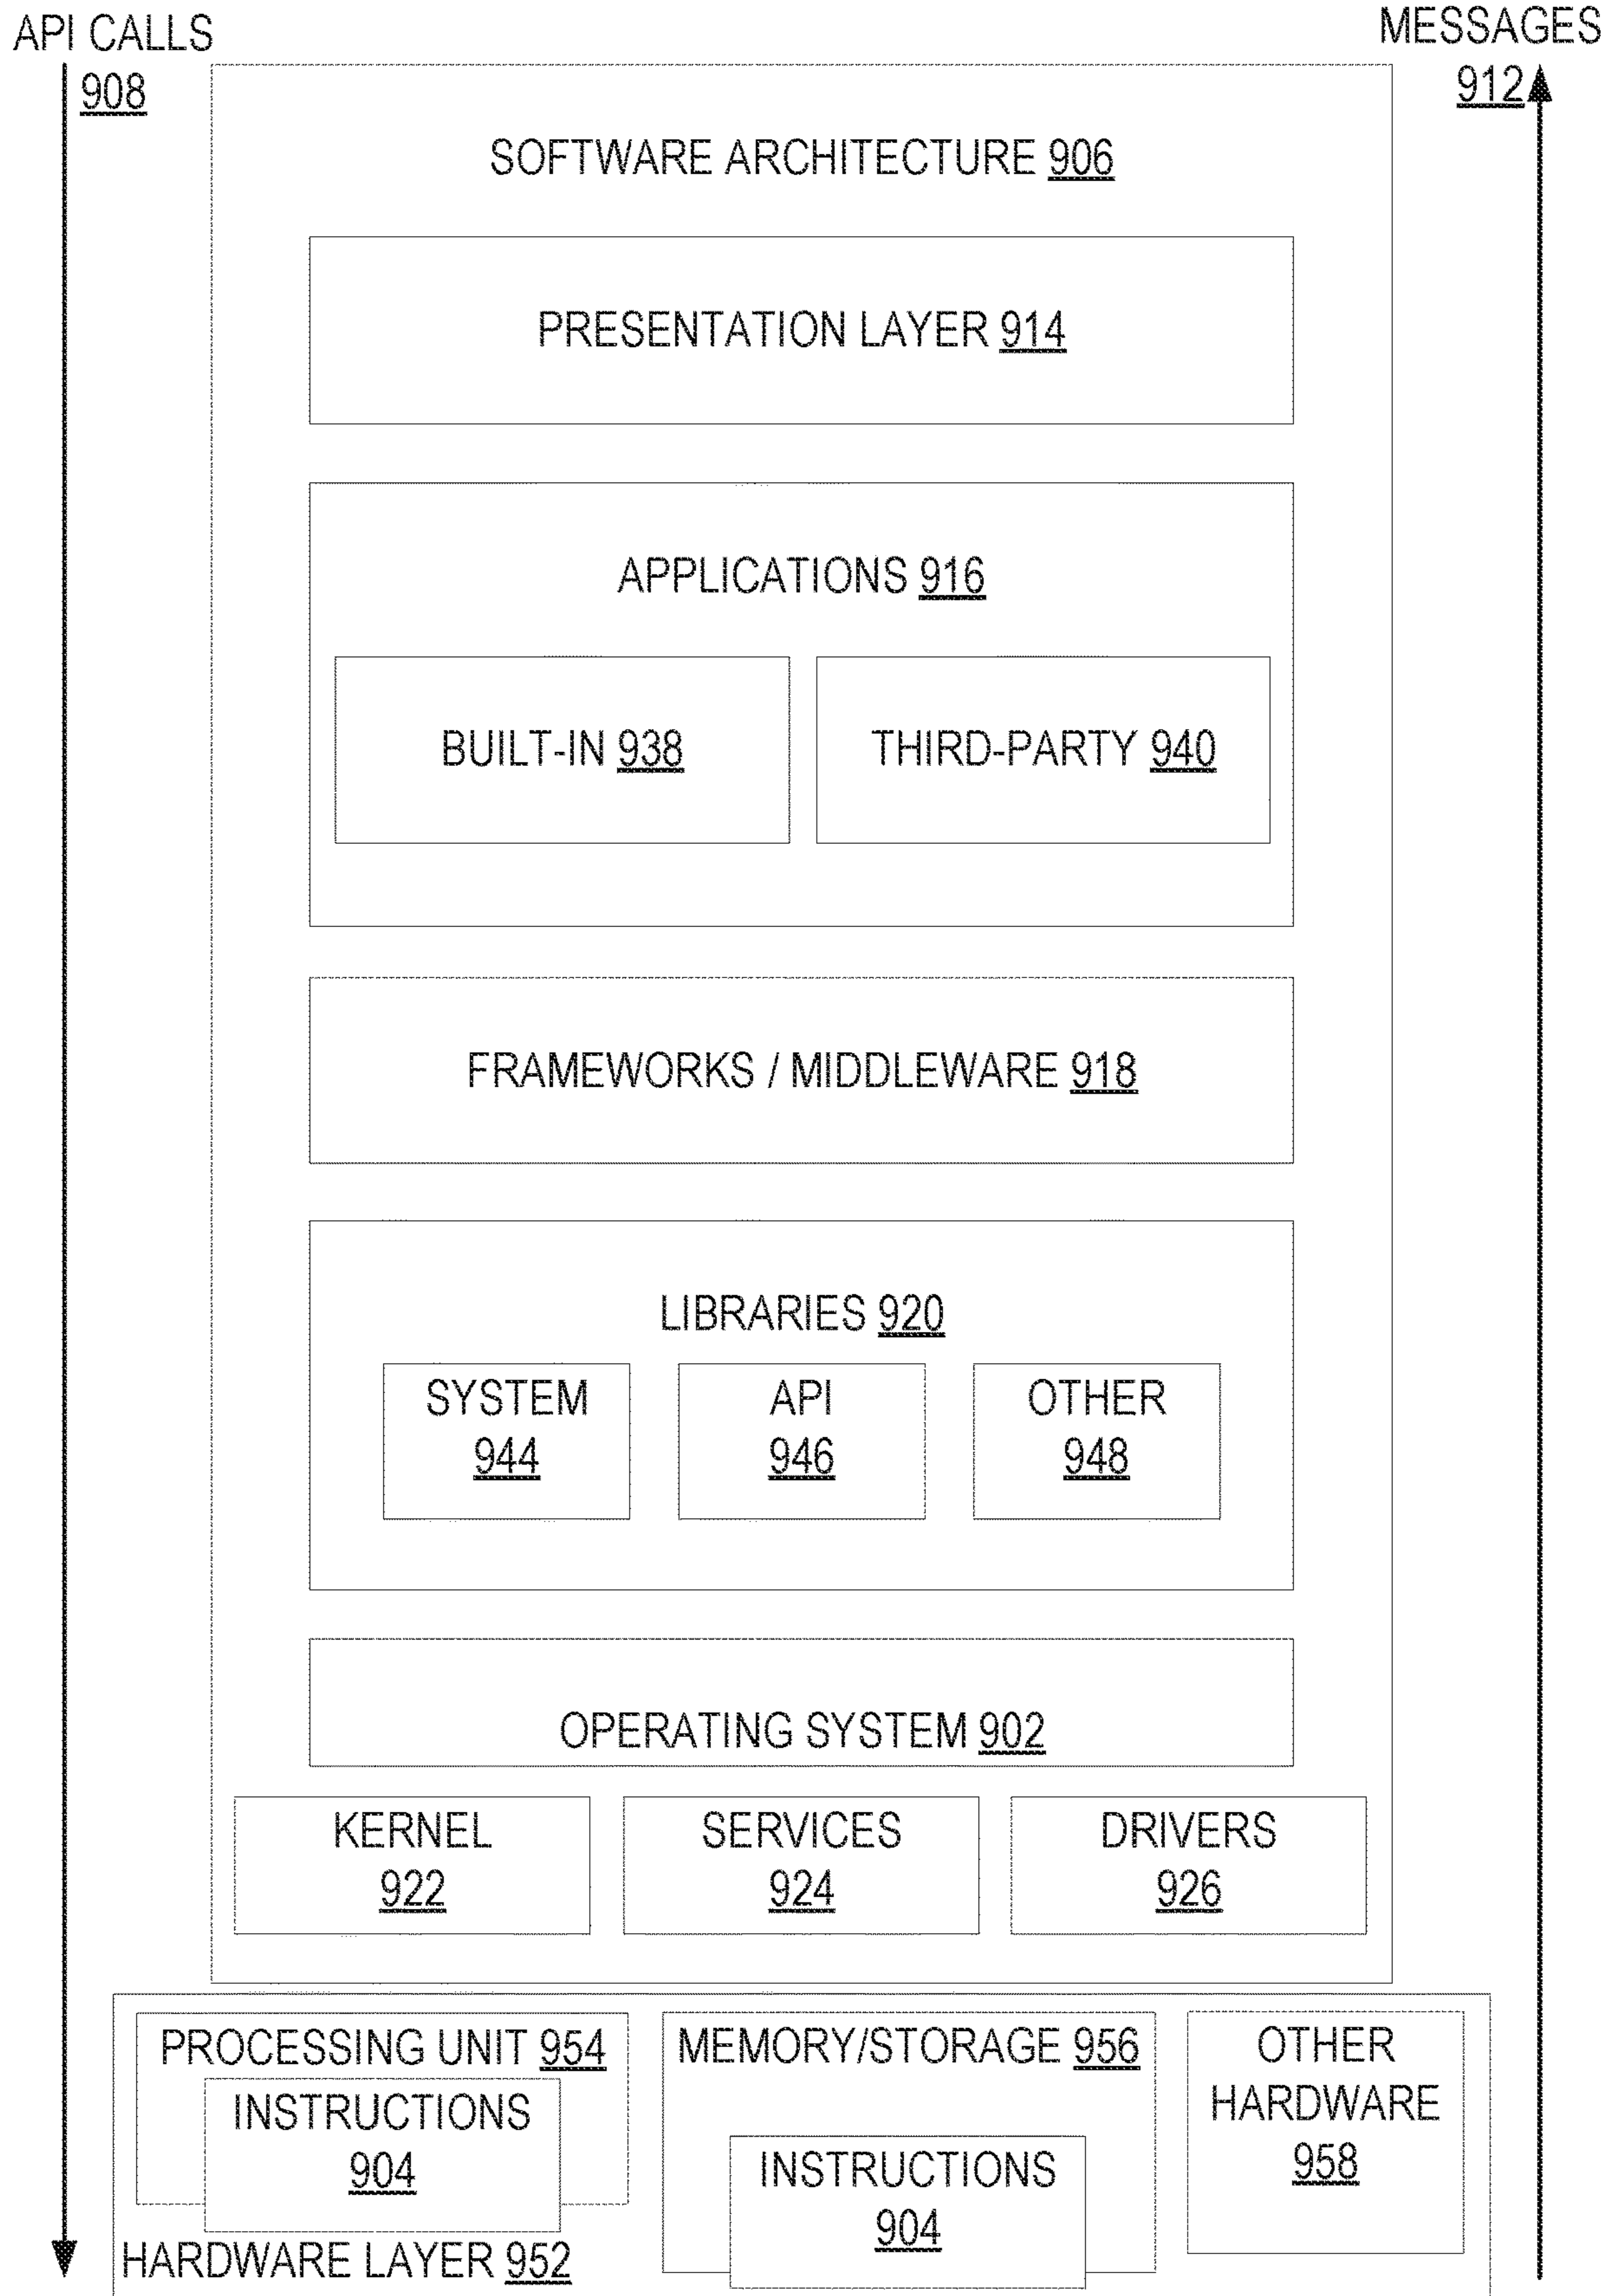 API CALLS
908
MESSAGES
912
SOFTWARE ARCHITECTURE 906
PRESENTATION LAYER 914
APPLICATIONS 916
BUILT-IN 938
THIRD-PARTY 940
FRAMEWORKS / MIDDLEWARE 918
LIBRARIES 920
SYSTEM
944
API
946
OTHER
948
OPERATING SYSTEM 902
KERNEL
922
SERVICES
924
DRIVERS
926
PROCESSING UNIT 954
INSTRUCTIONS
904
MEMORY/STORAGE 956
INSTRUCTIONS
904
OTHER
HARDWARE
958
HARDWARE LAYER 952